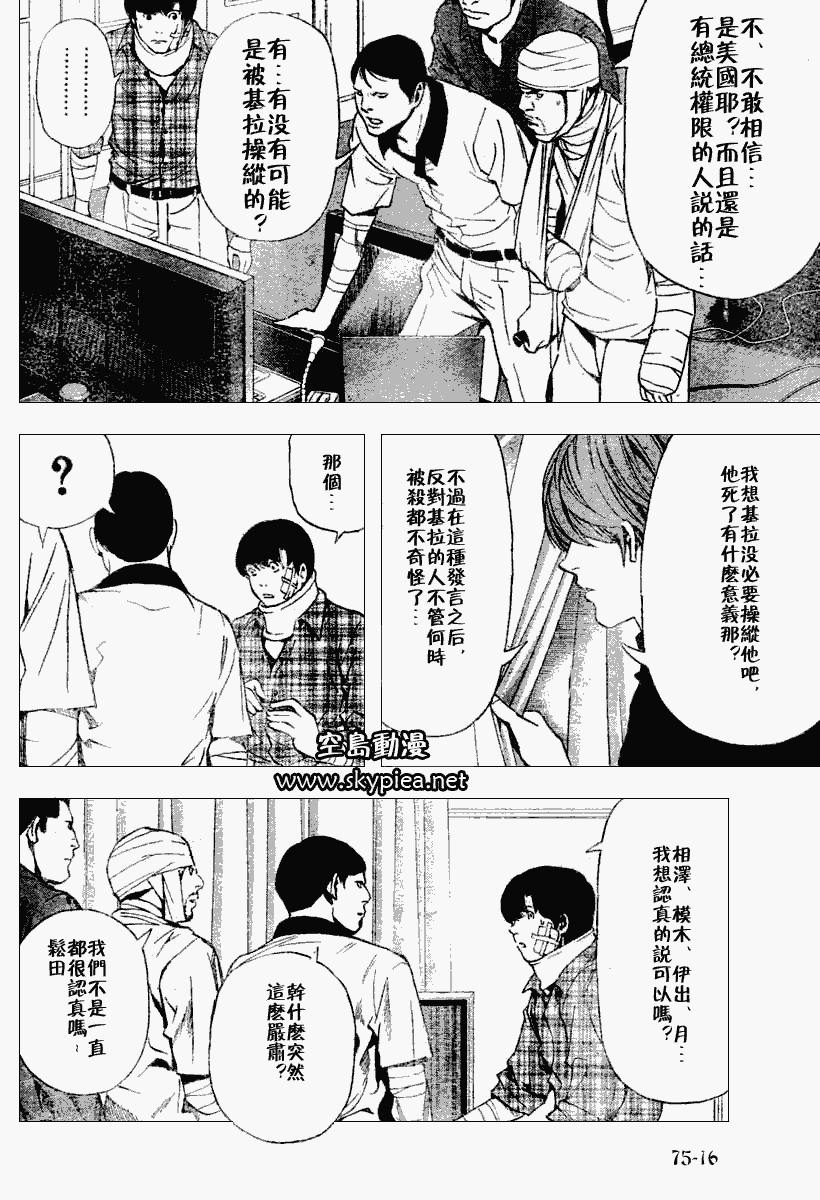 不、不敢相信…
是美國耶？而且還是
有總統權限的人說的話…
有…有没有可能
是被基拉操縱的？
………
我想基拉没必要操縱他吧，
他死了有什麽意義那？
不過在這種發言之后，
反對基拉的人不管何時
被殺都不奇怪了…
那個…
？
空島動漫
www.skypiea.net
相澤、模木、伊出、月…
我想認真的説可以嗎？
幹什麽突然
這麽嚴肅？
我們不是一直
都很認真嗎~
鬆田
75-16